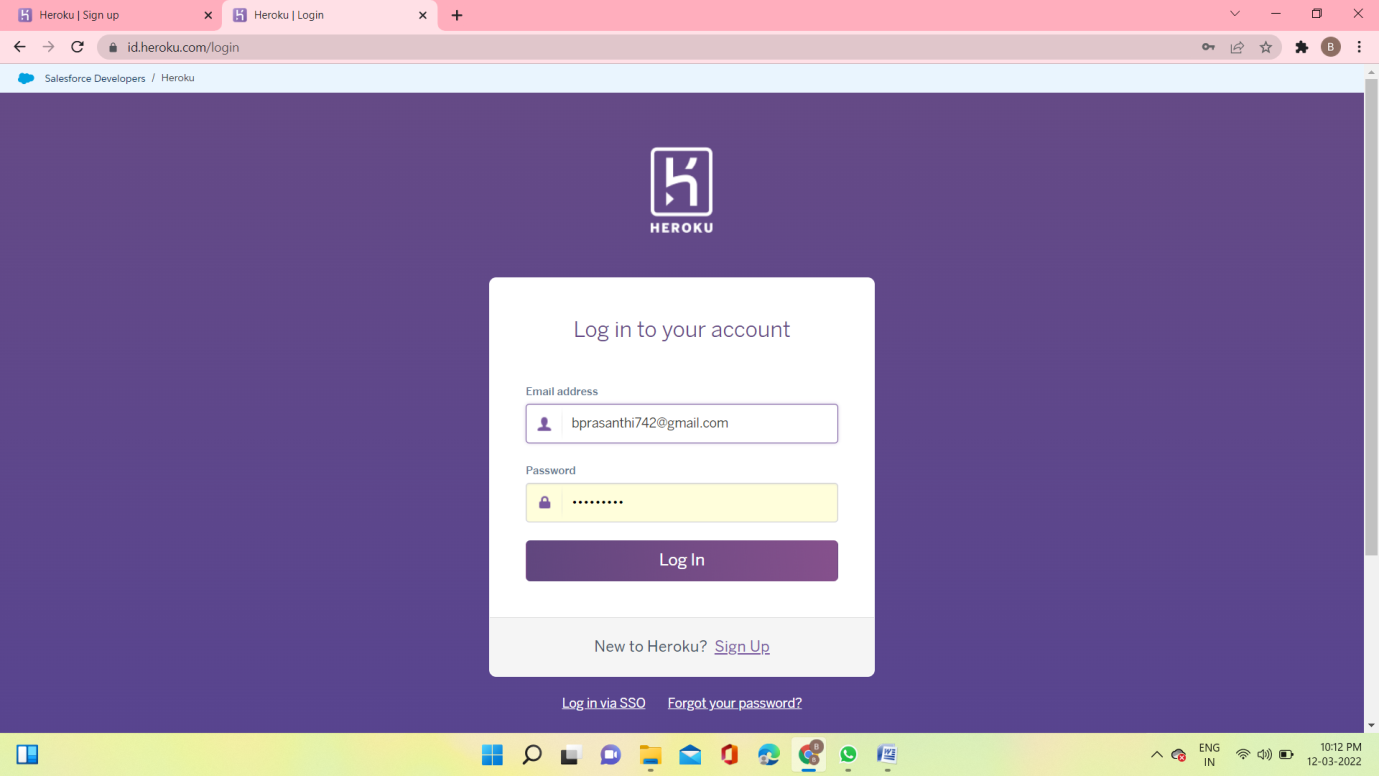 Heroku | Sign up
Heroku | Login
id.heroku.com/login
B
Salesforce Developers / Heroku
HEROKU
Log in to your account
Email address
bprasanthi742@gmail.com
Password
•••••••••
Log In
New to Heroku? Sign Up
Log in via SSO Forgot your password?
ENG
IN
10:12 PM
12-03-2022